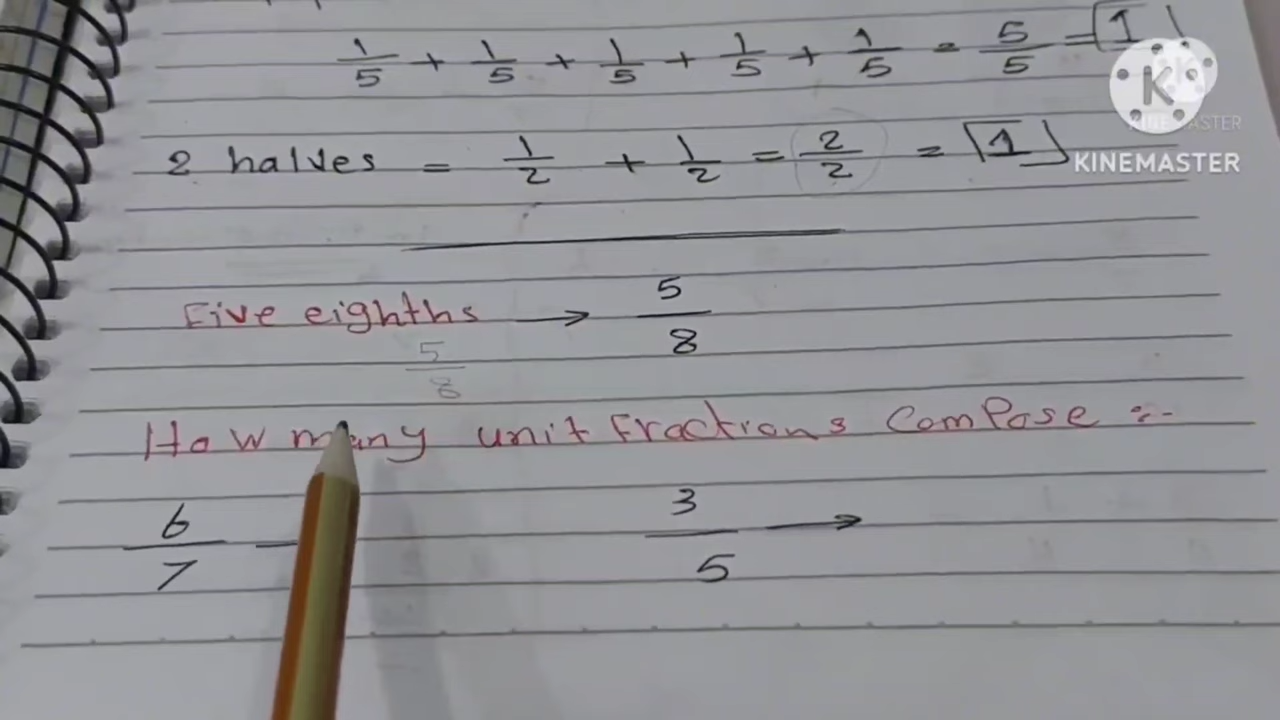 1/5 + 1/5 + 1/5 + 1/5 + 1/5 = 5/5 = 1
KINEMASTER
2 halves = 1/2 + 1/2 = 2/2 = 1
KINEMASTER
Five eighths → 5/8
5/8
How many unit fractions compose :-
6/7 3/5 →